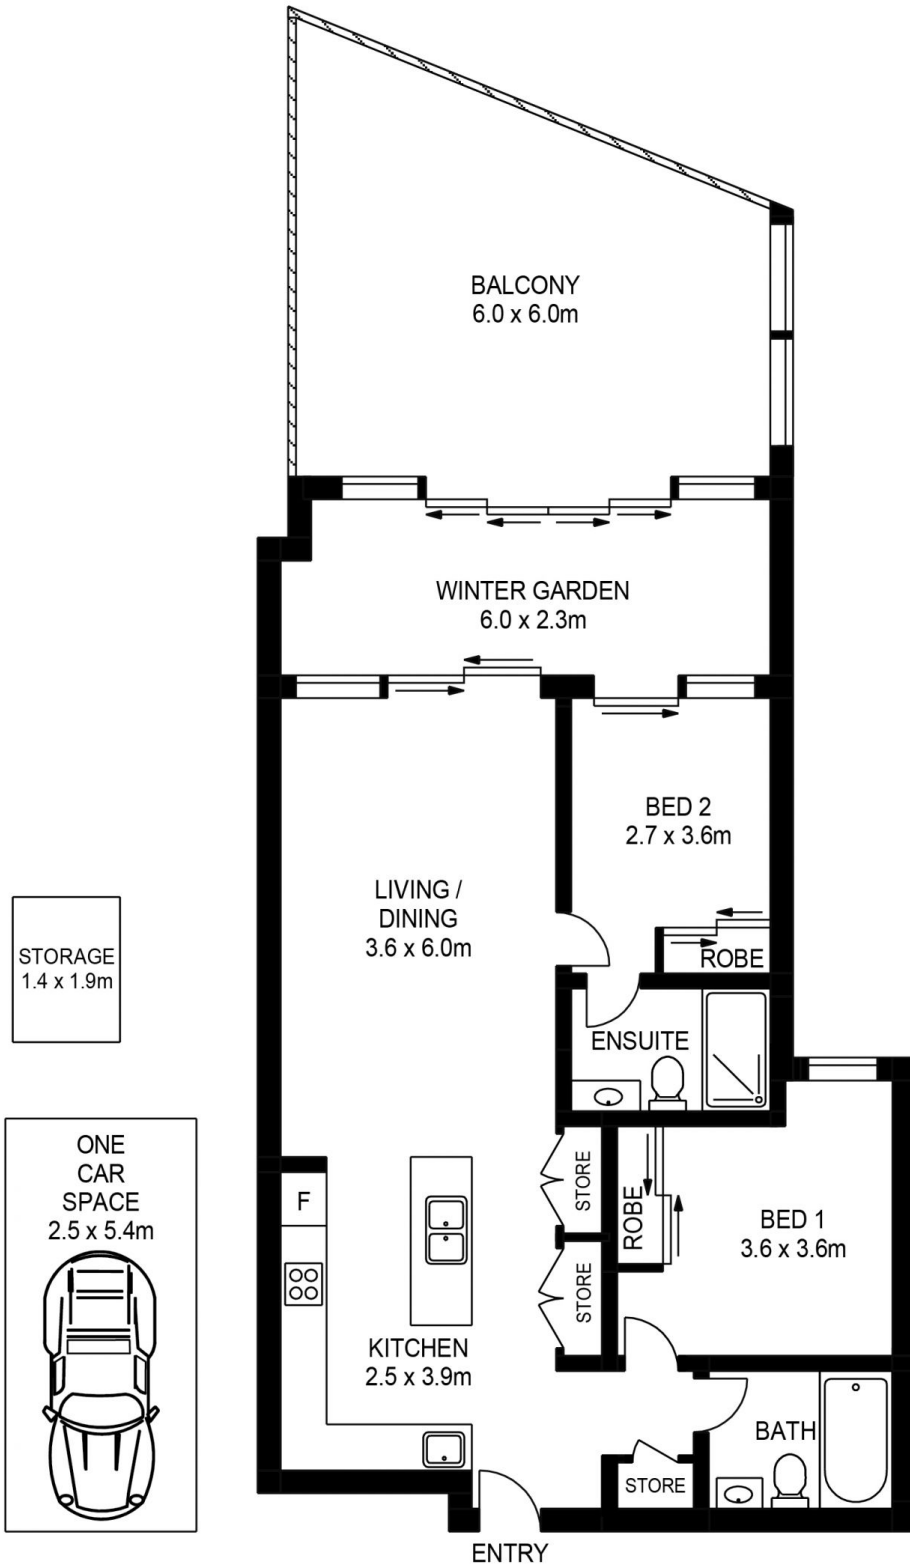 BALCONY
6.0 x 6.0m
WINTER GARDEN
6.0 x 2.3m
BED 2
2.7 x 3.6m
LIVING /
DINING
3.6 x 6.0m
ROBE
STORAGE
1.4 x 1.9m
ENSUITE
ONE
CAR
SPACE
2.5 x 5.4m
F
STORE
ROBE
BED 1
3.6 x 3.6m
STORE
KITCHEN
2.5 x 3.9m
BATH
STORE
ENTRY